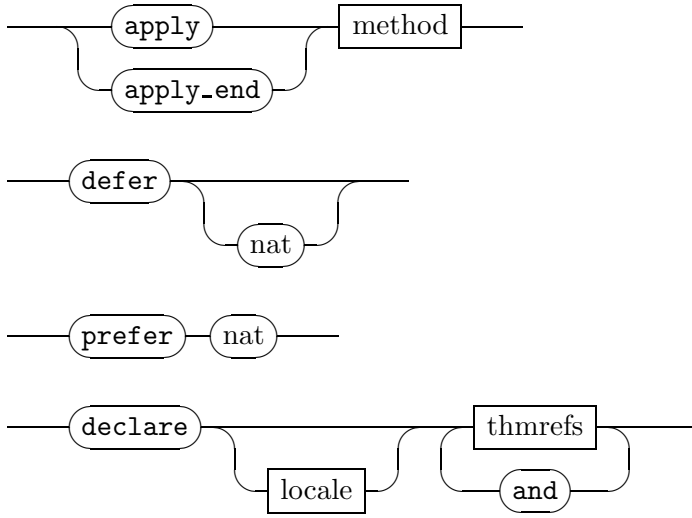 apply method
apply_end
defer
nat
prefer nat
declare thmrefs
locale and